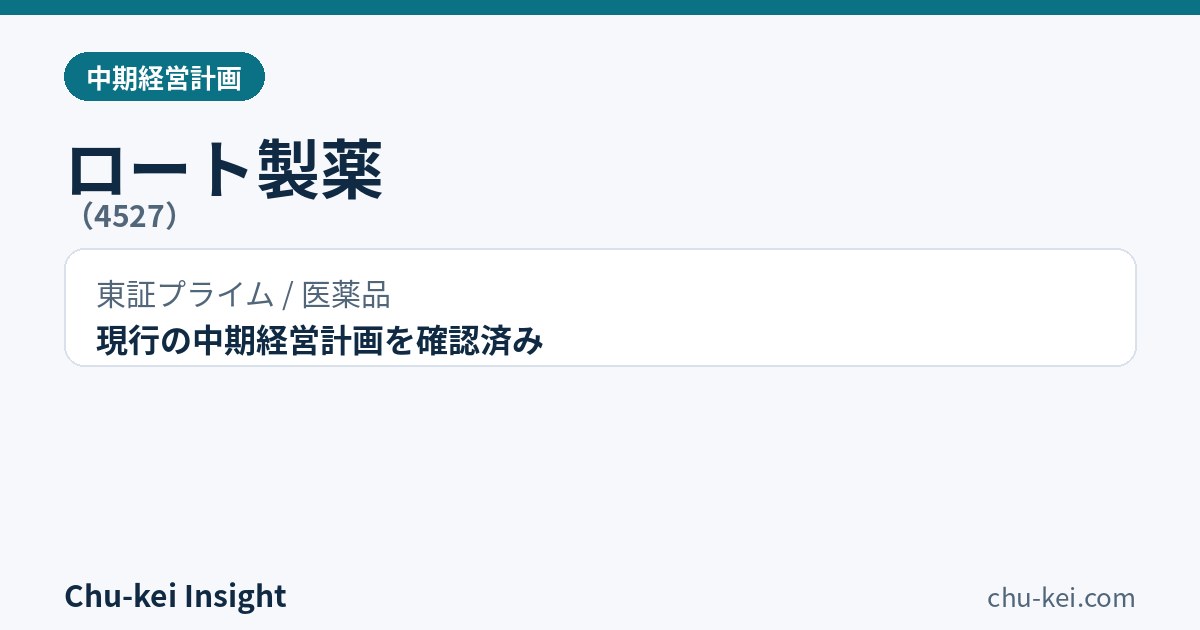 中期経営計画
ロート製薬
（4527）
東証プライム / 医薬品
現行の中期経営計画を確認済み
Chu-kei Insight
chu-kei.com